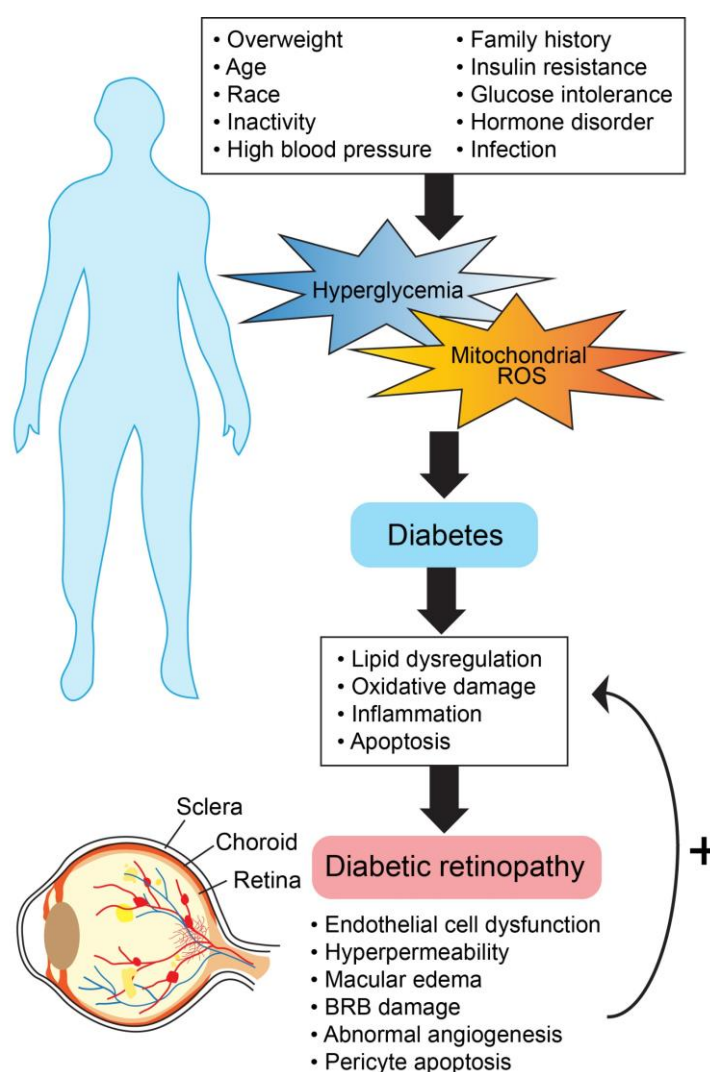 • Overweight
• Age
• Race
• Inactivity
• High blood pressure
• Family history
• Insulin resistance
• Glucose intolerance
• Hormone disorder
• Infection
Hyperglycemia
Mitochondrial
ROS
Diabetes
• Lipid dysregulation
• Oxidative damage
• Inflammation
• Apoptosis
+
Sclera
Choroid
Retina
Diabetic retinopathy
• Endothelial cell dysfunction
• Hyperpermeability
• Macular edema
• BRB damage
• Abnormal angiogenesis
• Pericyte apoptosis